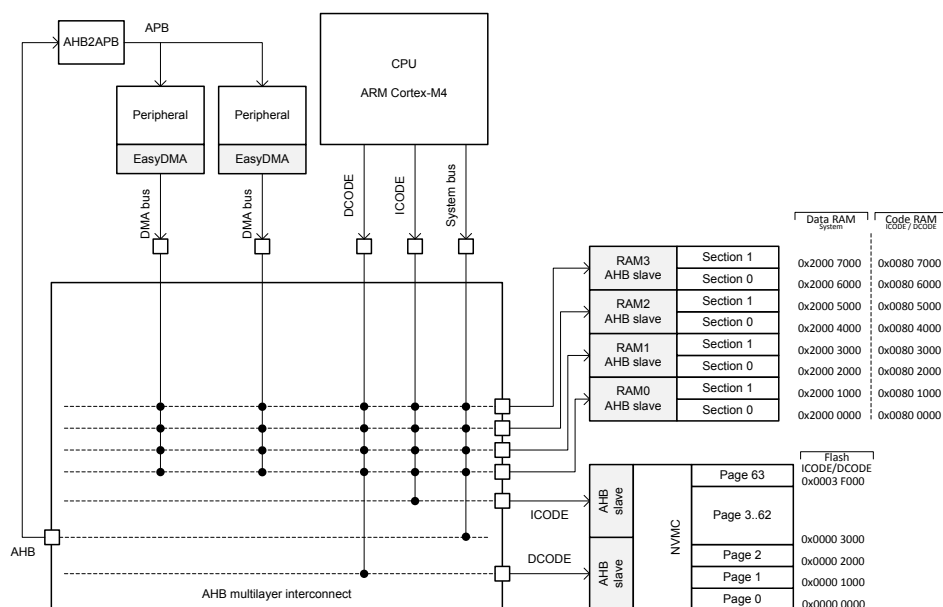 APB
AHB2APB
CPU
ARM Cortex-M4
Peripheral
Peripheral
EasyDMA
EasyDMA
DMA bus
DMA bus
DCODE
ICODE
System bus
Data RAM
System
Code RAM
ICODE / DCODE
RAM3
AHB slave
Section 1
Section 0
0x2000 7000
0x0080 7000
0x2000 6000
0x0080 6000
RAM2
AHB slave
Section 1
Section 0
0x2000 5000
0x0080 5000
0x2000 4000
0x0080 4000
RAM1
AHB slave
Section 1
Section 0
0x2000 3000
0x0080 3000
0x2000 2000
0x0080 2000
RAM0
AHB slave
Section 1
Section 0
0x2000 1000
0x0080 1000
0x2000 0000
0x0080 0000
Flash
ICODE/DCODE
0x0003 F000
Page 63
AHB
slave
ICODE
NVMC
Page 3..62
0x0000 3000
AHB
DCODE
AHB
slave
Page 2
0x0000 2000
Page 1
0x0000 1000
Page 0
0x0000 0000
AHB multilayer interconnect